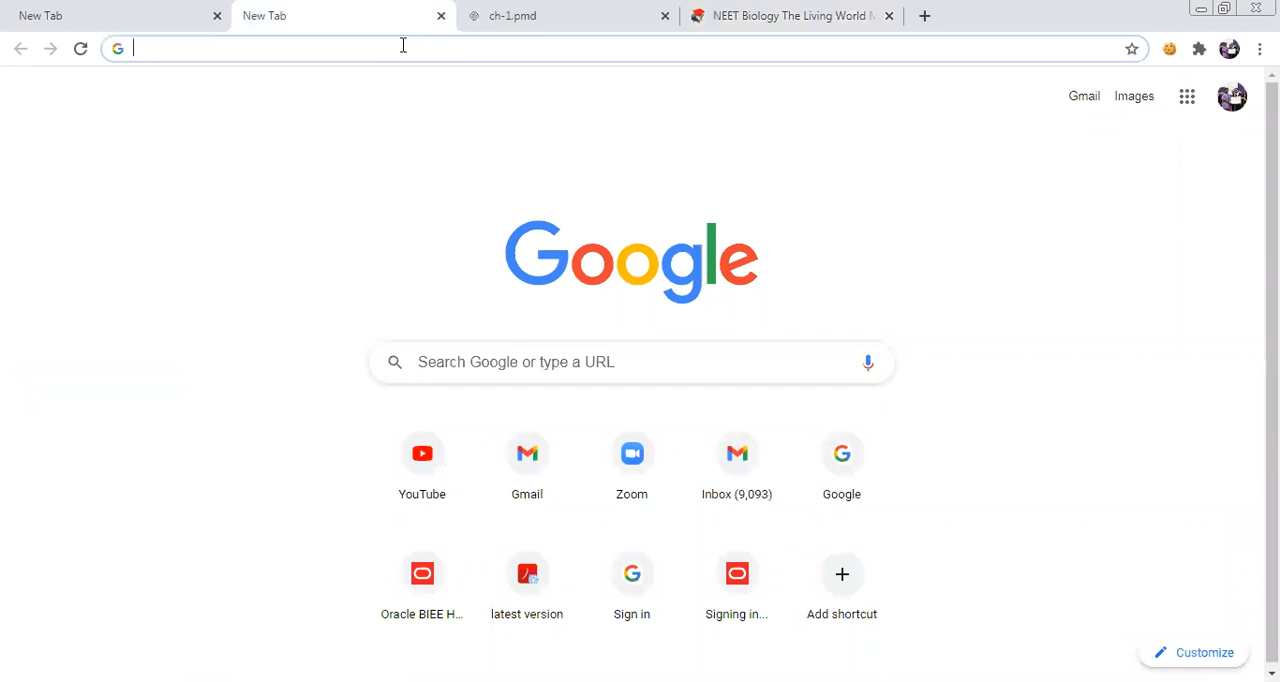 New Tab
New Tab
ch-1.pmd
NEET Biology The Living World
Gmail Images
Google
Search Google or type a URL
YouTube
Gmail
Zoom
Inbox (9,093)
Google
Oracle BIEE H...
latest version
Sign in
Signing in...
Add shortcut
Customize